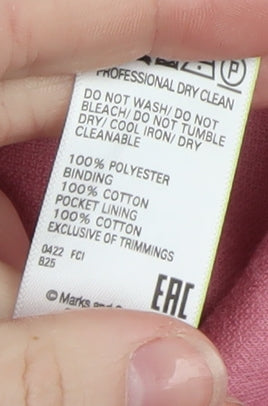 P
PROFESSIONAL DRY CLEAN
DO NOT WASH/ DO NOT
BLEACH/ DO NOT TUMBLE
DRY/ COOL IRON/ DRY
CLEANABLE
100% POLYESTER
BINDING
100% COTTON
POCKET LINING
100% COTTON
EXCLUSIVE OF TRIMMINGS
0422 FCI
825
EAC
© Marks and